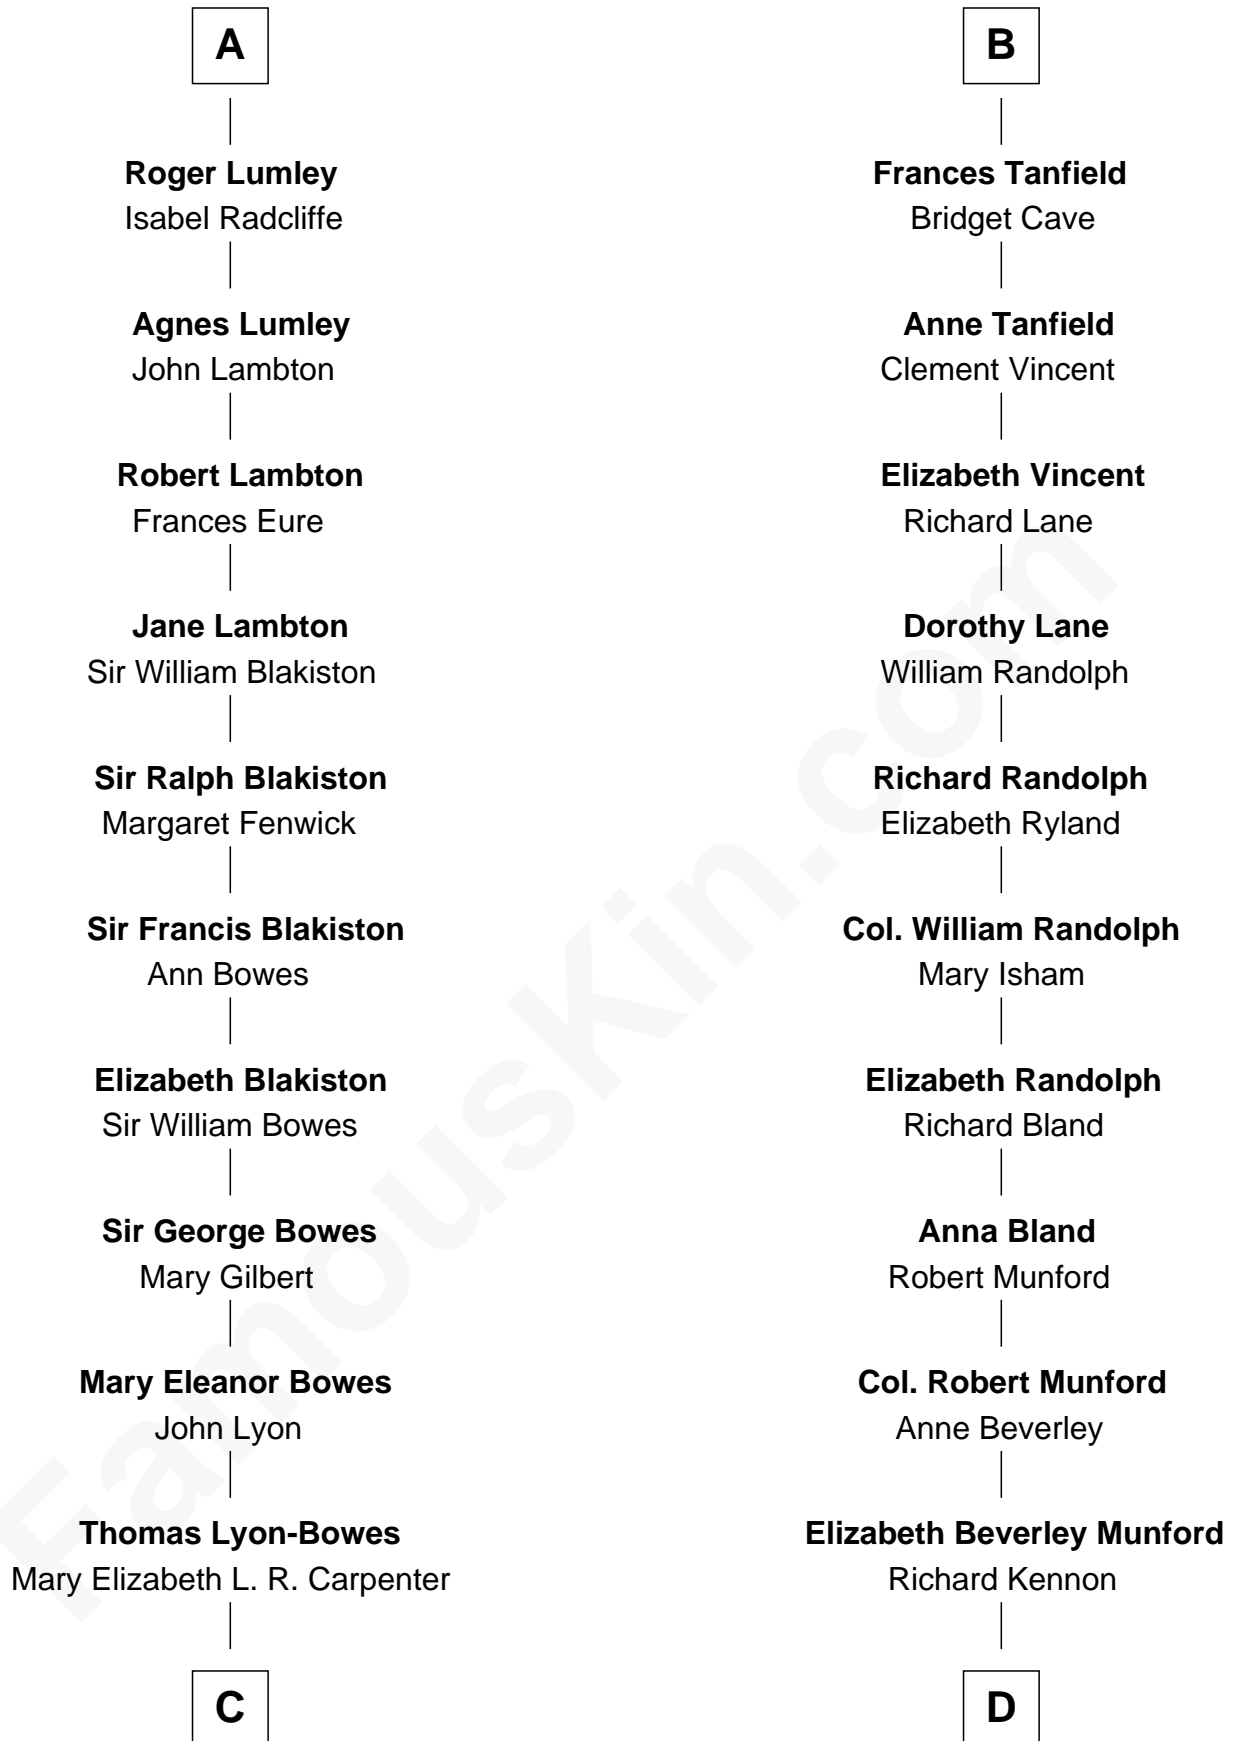 A
Roger Lumley
Isabel Radcliffe
Agnes Lumley
John Lambton
Robert Lambton
Frances Eure
Jane Lambton
Sir William Blakiston
Sir Ralph Blakiston
Margaret Fenwick
Sir Francis Blakiston
Ann Bowes
Elizabeth Blakiston
Sir William Bowes
Sir George Bowes
Mary Gilbert
Mary Eleanor Bowes
John Lyon
Thomas Lyon-Bowes
Mary Elizabeth L. R. Carpenter
C
B
Frances Tanfield
Bridget Cave
Anne Tanfield
Clement Vincent
Elizabeth Vincent
Richard Lane
Dorothy Lane
William Randolph
Richard Randolph
Elizabeth Ryland
Col. William Randolph
Mary Isham
Elizabeth Randolph
Richard Bland
Anna Bland
Robert Munford
Col. Robert Munford
Anne Beverley
Elizabeth Beverley Munford
Richard Kennon
D
FamousKin.com